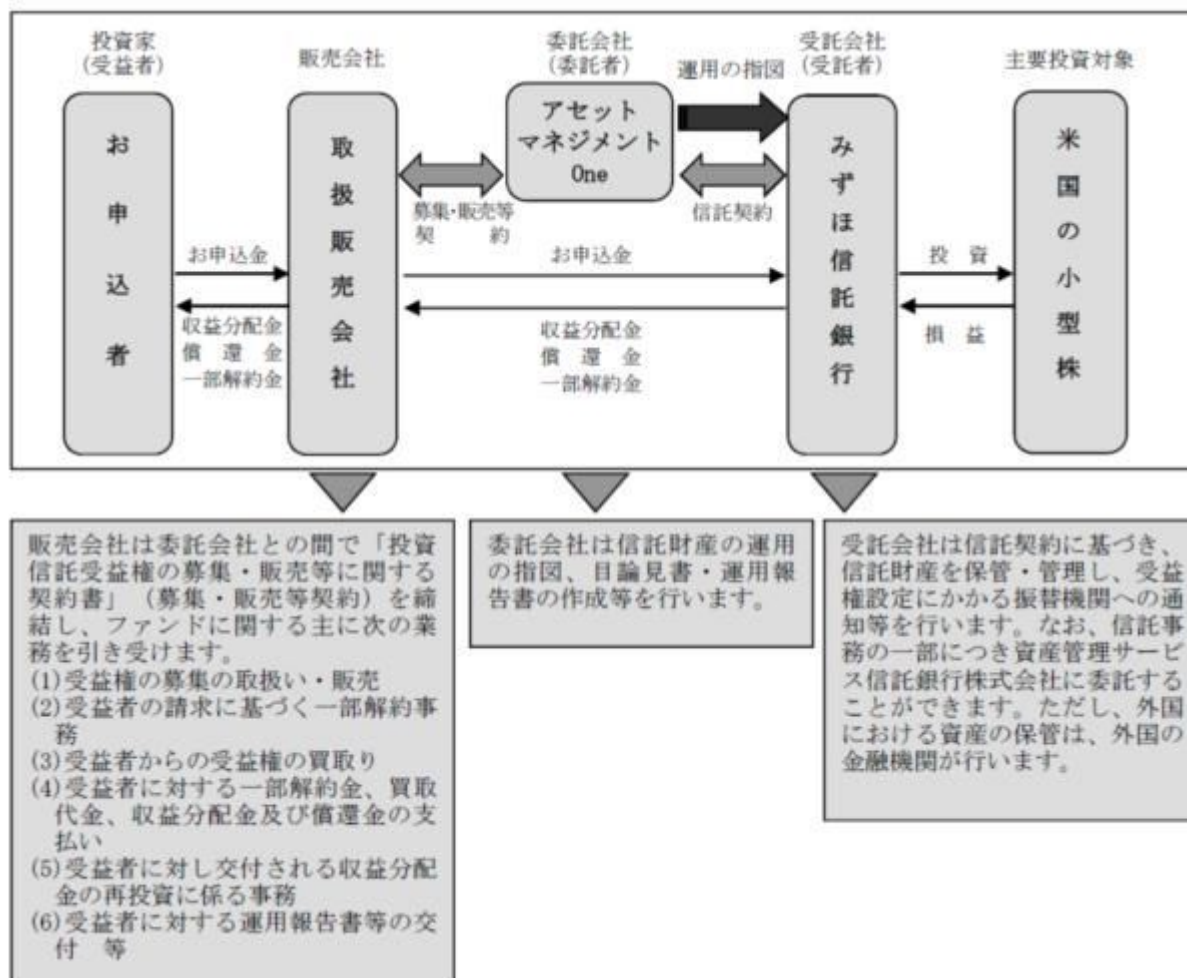 投資家
(受益者)
販売会社
委託会社
(委託者)
運用の指図
受託会社
(受託者)
主要投資対象
お申込者
取扱販売会社
アセット
マネジメント
One
みずほ信託銀行
米国の小型株
募集・販売等
契　約
信託契約
お申込金
収益分配金
償　還　金
一部解約金
お申込金
収益分配金
償　還　金
一部解約金
投　資
損　益
販売会社は委託会社との間で「投資
信託受益権の募集・販売等に関する
契約書」（募集・販売等契約）を締
結し、ファンドに関する主に次の業
務を引き受けます。
(1)受益権の募集の取扱い・販売
(2)受益者の請求に基づく一部解約事
務
(3)受益者からの受益権の買取り
(4)受益者に対する一部解約金、買取
代金、収益分配金及び償還金の支
払い
(5)受益者に対し交付される収益分配
金の再投資に係る事務
(6)受益者に対する運用報告書等の交
付　等
委託会社は信託財産の運用
の指図、目論見書・運用報
告書の作成等を行います。
受託会社は信託契約に基づき、
信託財産を保管・管理し、受益
権設定にかかる振替機関への通
知等を行います。なお、信託事
務の一部につき資産管理サービ
ス信託銀行株式会社に委託する
ことができます。ただし、外国
における資産の保管は、外国の
金融機関が行います。